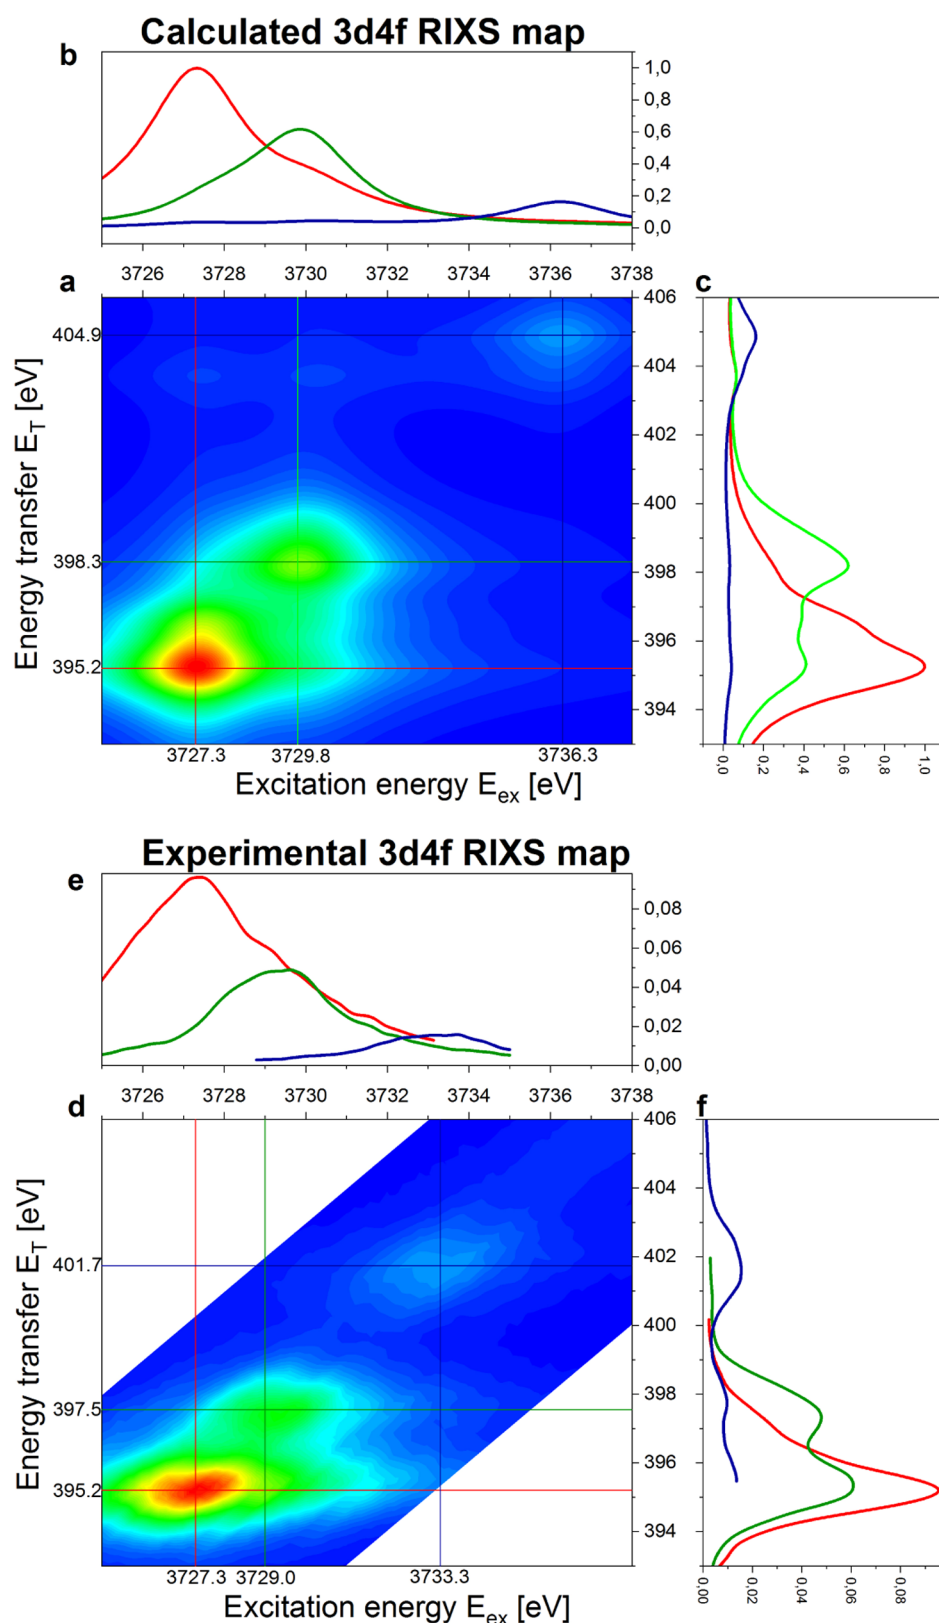 Calculated 3d4f RIXS map
b
1,0
0,8
0,6
0,4
0,2
0,0
3726 3728 3730 3732 3734 3736 3738
a
c
Energy transfer E_T [eV]
404.9
398.3
395.2
406
404
402
400
398
396
394
3727.3 3729.8 3736.3
0,0 0,2 0,4 0,6 0,8 1,0
Excitation energy E_ex [eV]
Experimental 3d4f RIXS map
e
0,08
0,06
0,04
0,02
0,00
3726 3728 3730 3732 3734 3736 3738
d
f
Energy transfer E_T [eV]
401.7
397.5
395.2
406
404
402
400
398
396
394
3727.3 3729.0 3733.3
0,00 0,02 0,04 0,06 0,08
Excitation energy E_ex [eV]